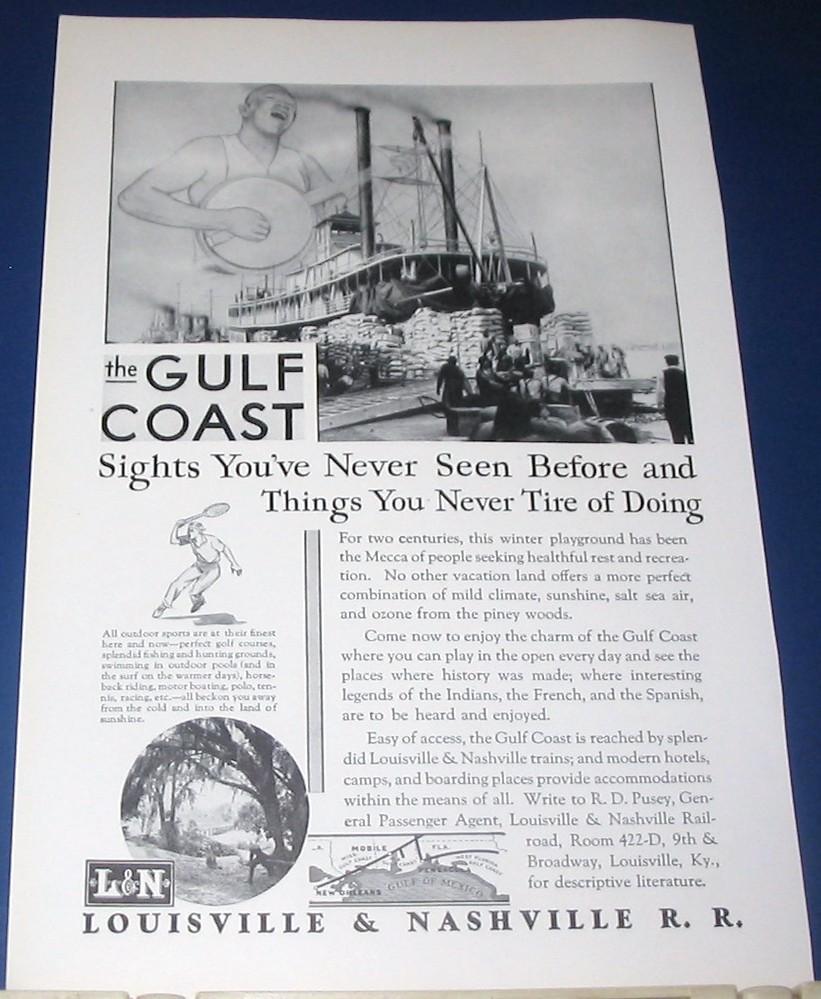 the GULF
COAST
Sights You've Never Seen Before and
Things You Never Tire of Doing
All outdoor sports are at their finest
here and now—perfect golf courses,
splendid fishing and hunting grounds,
swimming in outdoor pools (and in
the surf on the warmer days), horse-
back riding, motor boating, polo, ten-
nis, racing, etc.—all beckon you away
from the cold and into the land of
sunshine.
For two centuries, this winter playground has been
the Mecca of people seeking healthful rest and recrea-
tion. No other vacation land offers a more perfect
combination of mild climate, sunshine, salt sea air,
and ozone from the piney woods.
Come now to enjoy the charm of the Gulf Coast
where you can play in the open every day and see the
places where history was made; where interesting
legends of the Indians, the French, and the Spanish,
are to be heard and enjoyed.
Easy of access, the Gulf Coast is reached by splen-
did Louisville & Nashville trains; and modern hotels,
camps, and boarding places provide accommodations
within the means of all. Write to R. D. Pusey, Gen-
eral Passenger Agent, Louisville & Nashville Rail-
road, Room 422-D, 9th &
Broadway, Louisville, Ky.,
for descriptive literature.
MOBILE
FLA.
MISS.
GULF COAST
COAST
WEST FLORIDA
GULF COAST
PENSACOLA
NEW ORLEANS
GULF OF MEXICO
L&N
LOUISVILLE & NASHVILLE R. R.